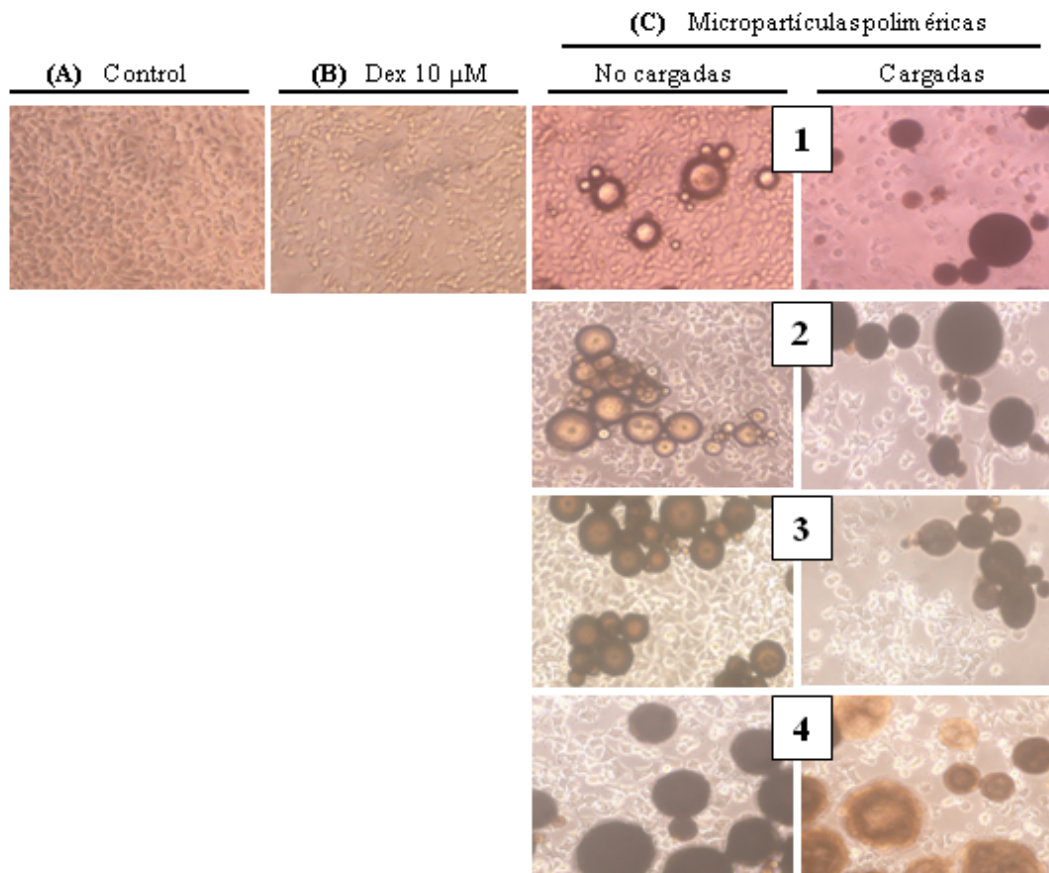 (C) Micropartículas poliméricas
(A) Control
(B) Dex 10 µM
No cargadas
Cargadas
1
2
3
4